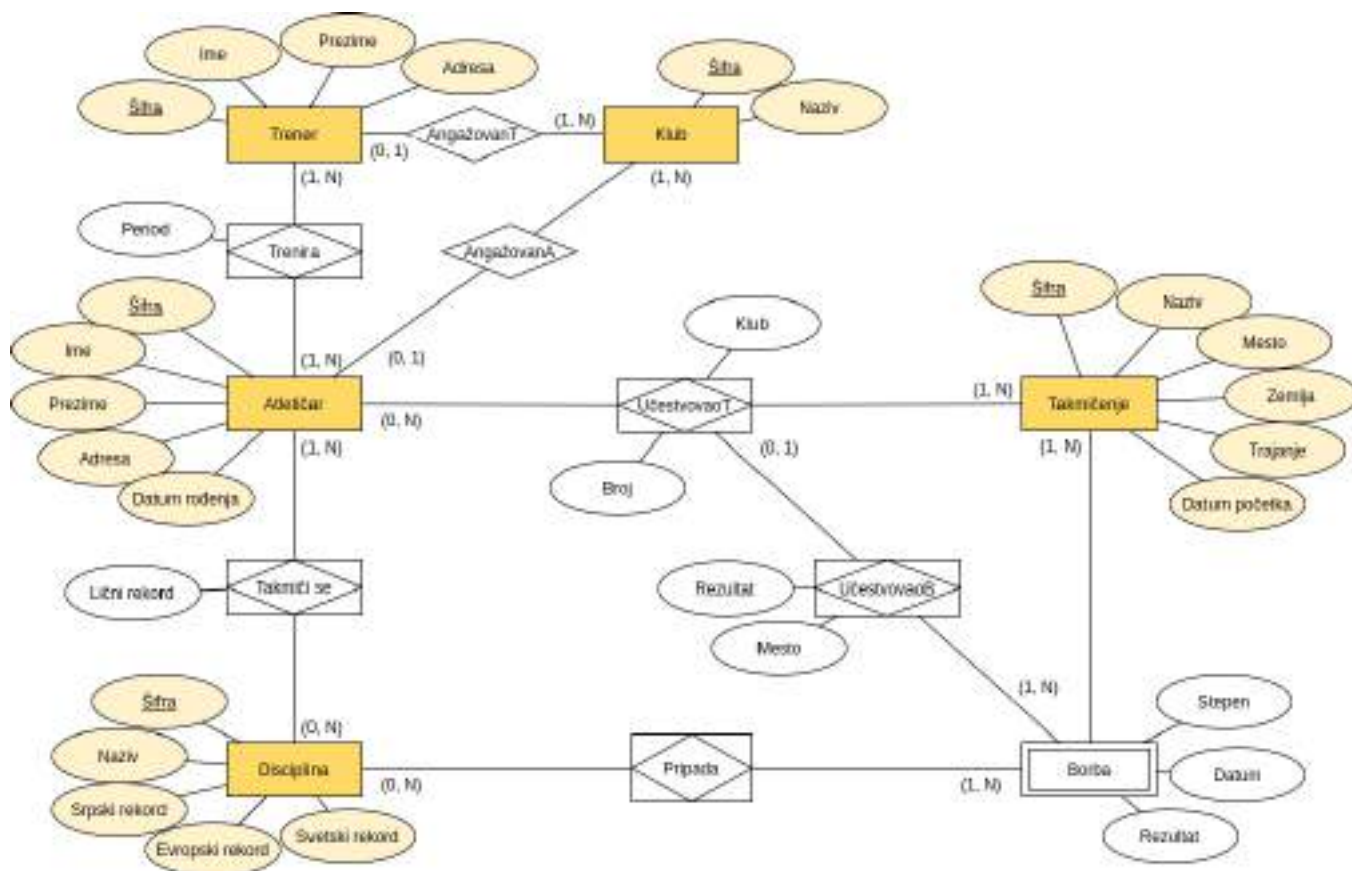 Ime
Prezime
Adresa
Šifra
Trener
AngažovanT
(0, 1)
(1, N)
Klub
Šifra
Naziv
(1, N)
(1, N)
Period
Trenira
AngažovanA
Šifra
Ime
Prezime
Adresa
Datum rođenja
(1, N)
(0, 1)
Atletičar
(0, N)
(1, N)
Klub
UčestvovaoT
Broj
(0, 1)
(1, N)
Takmičenje
Šifra
Naziv
Mesto
Zemlja
Trajanje
Datum početka
(1, N)
Lični rekord
Takmiči se
Rezultat
UčestvovaoB
Mesto
(1, N)
Šifra
Naziv
Srpski rekord
Evropski rekord
Svetski rekord
(0, N)
Disciplina
(0, N)
Pripada
(1, N)
Borba
Stepen
Datum
Rezultat